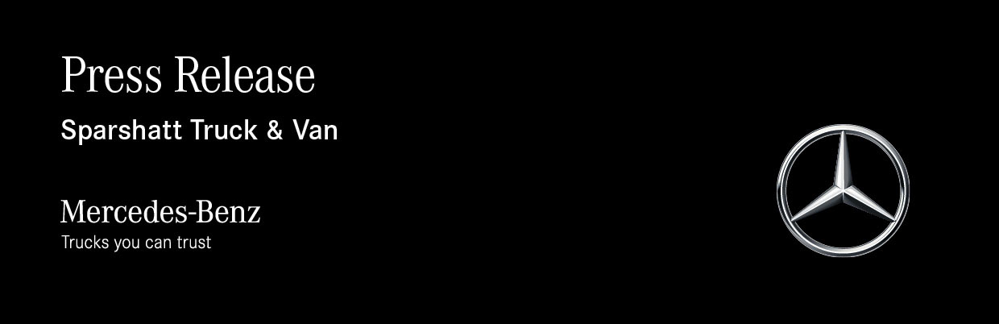 Press Release
Sparshatt Truck & Van
Mercedes-Benz
Trucks you can trust